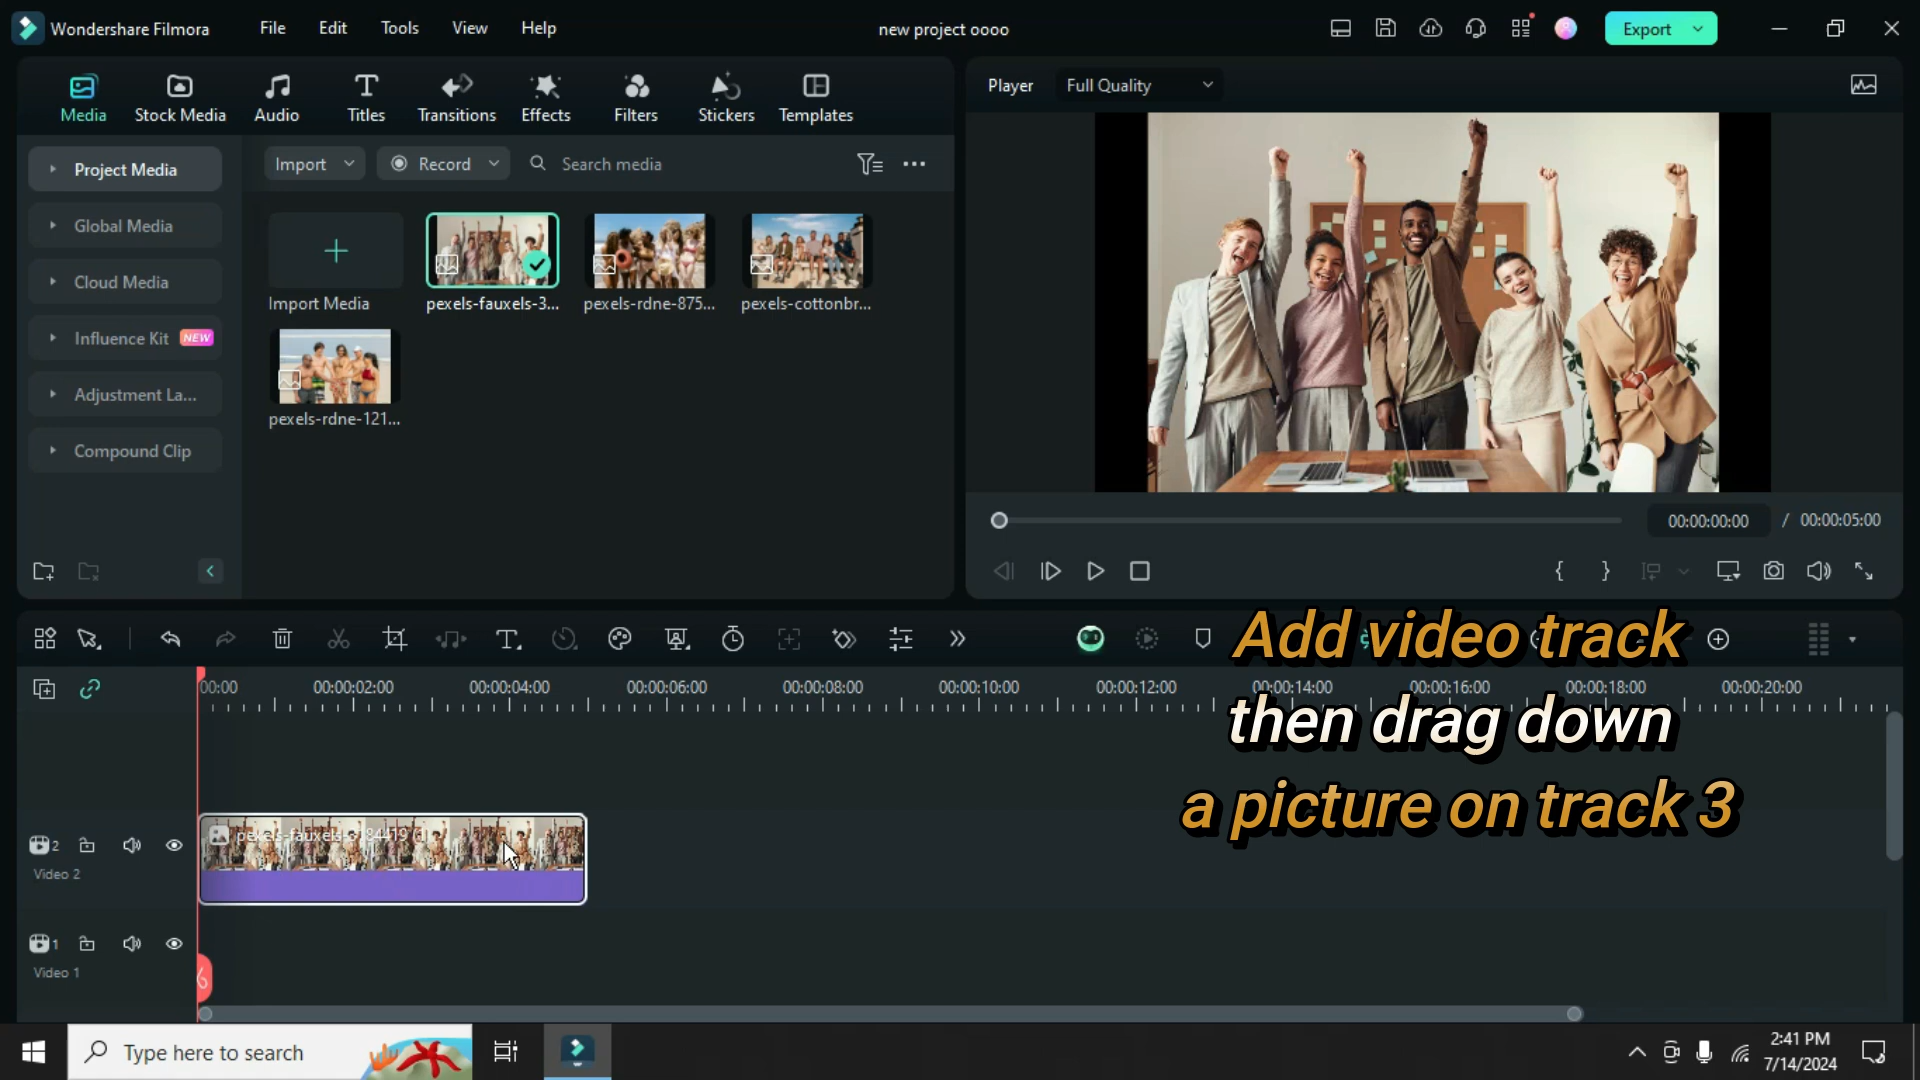 Wondershare Filmora
File Edit Tools View Help
new project oooo
Export
Media Stock Media Audio Titles Transitions Effects Filters Stickers Templates
Player Full Quality
Project Media
Global Media
Cloud Media
Influence Kit NEW
Adjustment La...
Compound Clip
Import Record Search media
Import Media pexels-fauxels-3... pexels-rdne-875... pexels-cottonbr...
pexels-rdne-121...
00:00:00:00 / 00:00:05:00
00:00 00:00:02:00 00:00:04:00 00:00:06:00 00:00:08:00 00:00:10:00 00:00:12:00 00:00:14:00 00:00:16:00 00:00:18:00 00:00:20:00
Add video track
then drag down
a picture on track 3
pexels-fauxels-3184419 (1)
2
Video 2
1
Video 1
Type here to search
2:41 PM
7/14/2024